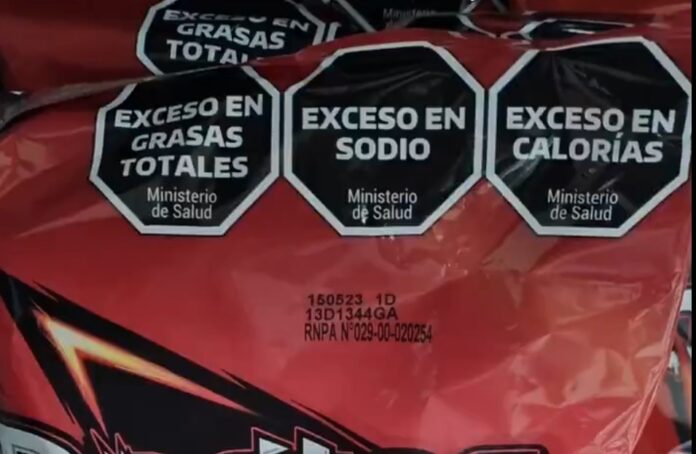 EXCESO EN
GRASAS
TOTALES
Ministerio
EXCESO EN
GRASAS
TOTALES
Ministerio
de Salud
EXCESO EN
SODIO
Ministerio
de Salud
EXCESO EN
CALORÍAS
Ministerio
de Salud
150523 1D
13D1344GA
RNPA N°029-00-020254